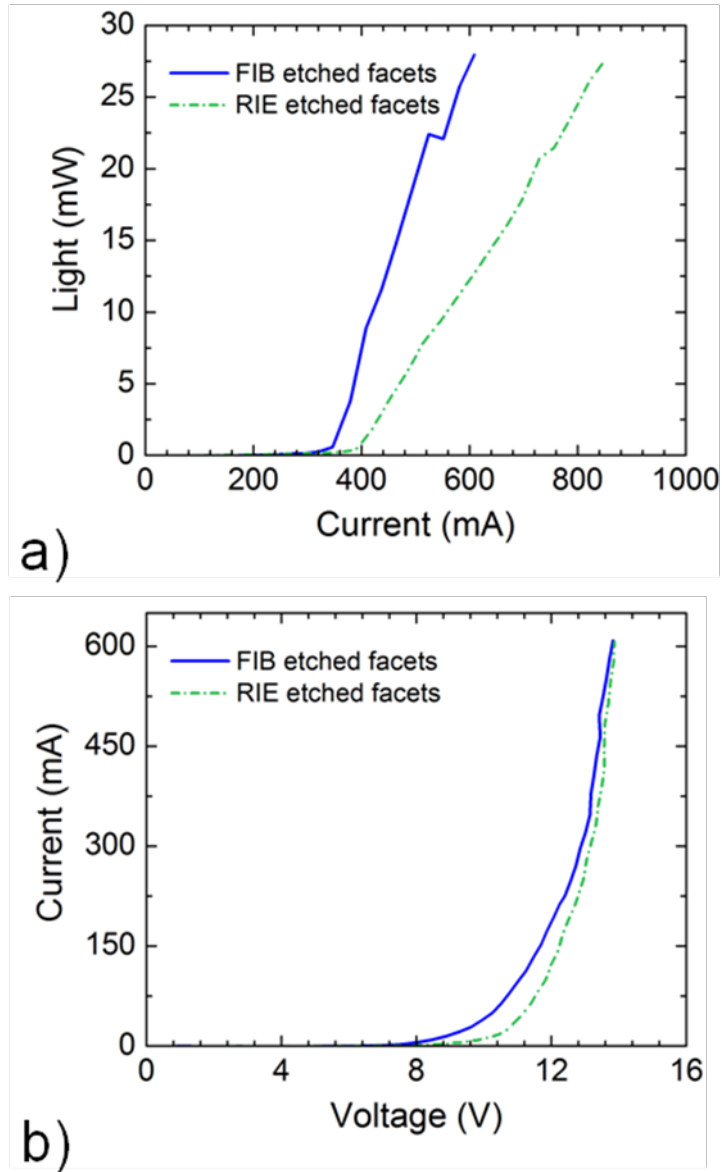 30
25
20
15
10
5
0
Light (mW)
FIB etched facets
RIE etched facets
0 200 400 600 800 1000
Current (mA)
a)
600
450
300
150
0
Current (mA)
FIB etched facets
RIE etched facets
0 4 8 12 16
Voltage (V)
b)